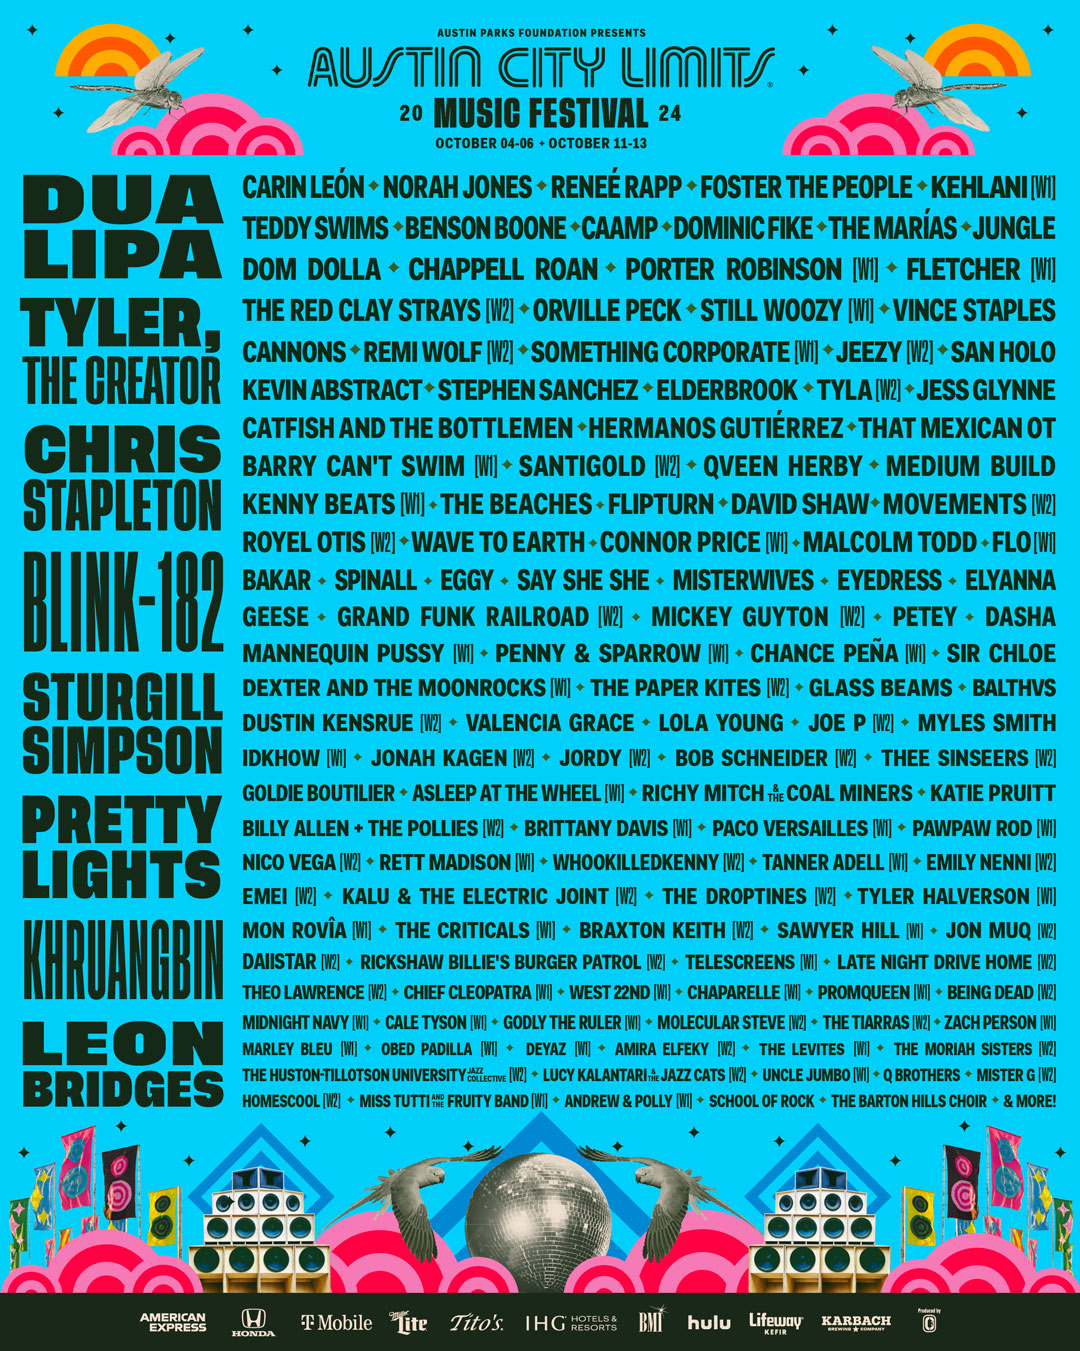 AUSTIN PARKS FOUNDATION PRESENTS
AUSTIN CITY LIMITS®
20 MUSIC FESTIVAL 24
OCTOBER 04-06 ✦ OCTOBER 11-13
DUA
LIPA
TYLER,
THE CREATOR
CHRIS
STAPLETON
BLINK-182
STURGILL
SIMPSON
PRETTY
LIGHTS
KHRUANGBIN
LEON
BRIDGES
CARIN LEÓN ✦ NORAH JONES ✦ RENEÉ RAPP ✦ FOSTER THE PEOPLE ✦ KEHLANI [W1]
TEDDY SWIMS ✦ BENSON BOONE ✦ CAAMP ✦ DOMINIC FIKE ✦ THE MARÍAS ✦ JUNGLE
DOM DOLLA ✦ CHAPPELL ROAN ✦ PORTER ROBINSON [W1] ✦ FLETCHER [W1]
THE RED CLAY STRAYS [W2] ✦ ORVILLE PECK ✦ STILL WOOZY [W1] ✦ VINCE STAPLES
CANNONS ✦ REMI WOLF [W2] ✦ SOMETHING CORPORATE [W1] ✦ JEEZY [W2] ✦ SAN HOLO
KEVIN ABSTRACT ✦ STEPHEN SANCHEZ ✦ ELDERBROOK ✦ TYLA [W2] ✦ JESS GLYNNE
CATFISH AND THE BOTTLEMEN ✦ HERMANOS GUTIÉRREZ ✦ THAT MEXICAN OT
BARRY CAN'T SWIM [W1] ✦ SANTIGOLD [W2] ✦ QVEEN HERBY ✦ MEDIUM BUILD
KENNY BEATS [W1] ✦ THE BEACHES ✦ FLIPTURN ✦ DAVID SHAW ✦ MOVEMENTS [W2]
ROYEL OTIS [W2] ✦ WAVE TO EARTH ✦ CONNOR PRICE [W1] ✦ MALCOLM TODD ✦ FLO [W1]
BAKAR ✦ SPINALL ✦ EGGY ✦ SAY SHE SHE ✦ MISTERWIVES ✦ EYEDRESS ✦ ELYANNA
GEESE ✦ GRAND FUNK RAILROAD [W2] ✦ MICKEY GUYTON [W2] ✦ PETEY ✦ DASHA
MANNEQUIN PUSSY [W1] ✦ PENNY & SPARROW [W1] ✦ CHANCE PEÑA [W1] ✦ SIR CHLOE
DEXTER AND THE MOONROCKS [W1] ✦ THE PAPER KITES [W2] ✦ GLASS BEAMS ✦ BALTHVS
DUSTIN KENSRUE [W2] ✦ VALENCIA GRACE ✦ LOLA YOUNG ✦ JOE P [W2] ✦ MYLES SMITH
IDKHOW [W1] ✦ JONAH KAGEN [W2] ✦ JORDY [W2] ✦ BOB SCHNEIDER [W2] ✦ THEE SINSEERS [W2]
GOLDIE BOUTILIER ✦ ASLEEP AT THE WHEEL [W1] ✦ RICHY MITCH & THE COAL MINERS ✦ KATIE PRUITT
BILLY ALLEN + THE POLLIES [W2] ✦ BRITTANY DAVIS [W1] ✦ PACO VERSAILLES [W1] ✦ PAWPAW ROD [W1]
NICO VEGA [W2] ✦ RETT MADISON [W1] ✦ WHOOKILLEDKENNY [W2] ✦ TANNER ADELL [W1] ✦ EMILY NENNI [W2]
EMEI [W2] ✦ KALU & THE ELECTRIC JOINT [W2] ✦ THE DROPTINES [W2] ✦ TYLER HALVERSON [W1]
MON ROVÎA [W1] ✦ THE CRITICALS [W1] ✦ BRAXTON KEITH [W2] ✦ SAWYER HILL [W1] ✦ JON MUQ [W2]
DAIISTAR [W2] ✦ RICKSHAW BILLIE'S BURGER PATROL [W2] ✦ TELESCREENS [W1] ✦ LATE NIGHT DRIVE HOME [W2]
THEO LAWRENCE [W2] ✦ CHIEF CLEOPATRA [W1] ✦ WEST 22ND [W1] ✦ CHAPARELLE [W1] ✦ PROMQUEEN [W1] ✦ BEING DEAD [W2]
MIDNIGHT NAVY [W1] ✦ CALE TYSON [W1] ✦ GODLY THE RULER [W1] ✦ MOLECULAR STEVE [W2] ✦ THE TIARRAS [W2] ✦ ZACH PERSON [W1]
MARLEY BLEU [W1] ✦ OBED PADILLA [W1] ✦ DEYAZ [W1] ✦ AMIRA ELFEKY [W2] ✦ THE LEVITES [W1] ✦ THE MORIAH SISTERS [W2]
THE HUSTON-TILLOTSON UNIVERSITY JAZZ COLLECTIVE [W2] ✦ LUCY KALANTARI & THE JAZZ CATS [W2] ✦ UNCLE JUMBO [W1] ✦ Q BROTHERS ✦ MISTER G [W2]
HOMESCOOL [W2] ✦ MISS TUTTI AND THE FRUITY BAND [W1] ✦ ANDREW & POLLY [W1] ✦ SCHOOL OF ROCK ✦ THE BARTON HILLS CHOIR ✦ & MORE!
AMERICAN EXPRESS
HONDA
T Mobile
Miller Lite
Tito's.
IHG HOTELS & RESORTS
BMI
hulu
Lifeway KEFIR
KARBACH BREWING ★ COMPANY
Produced by